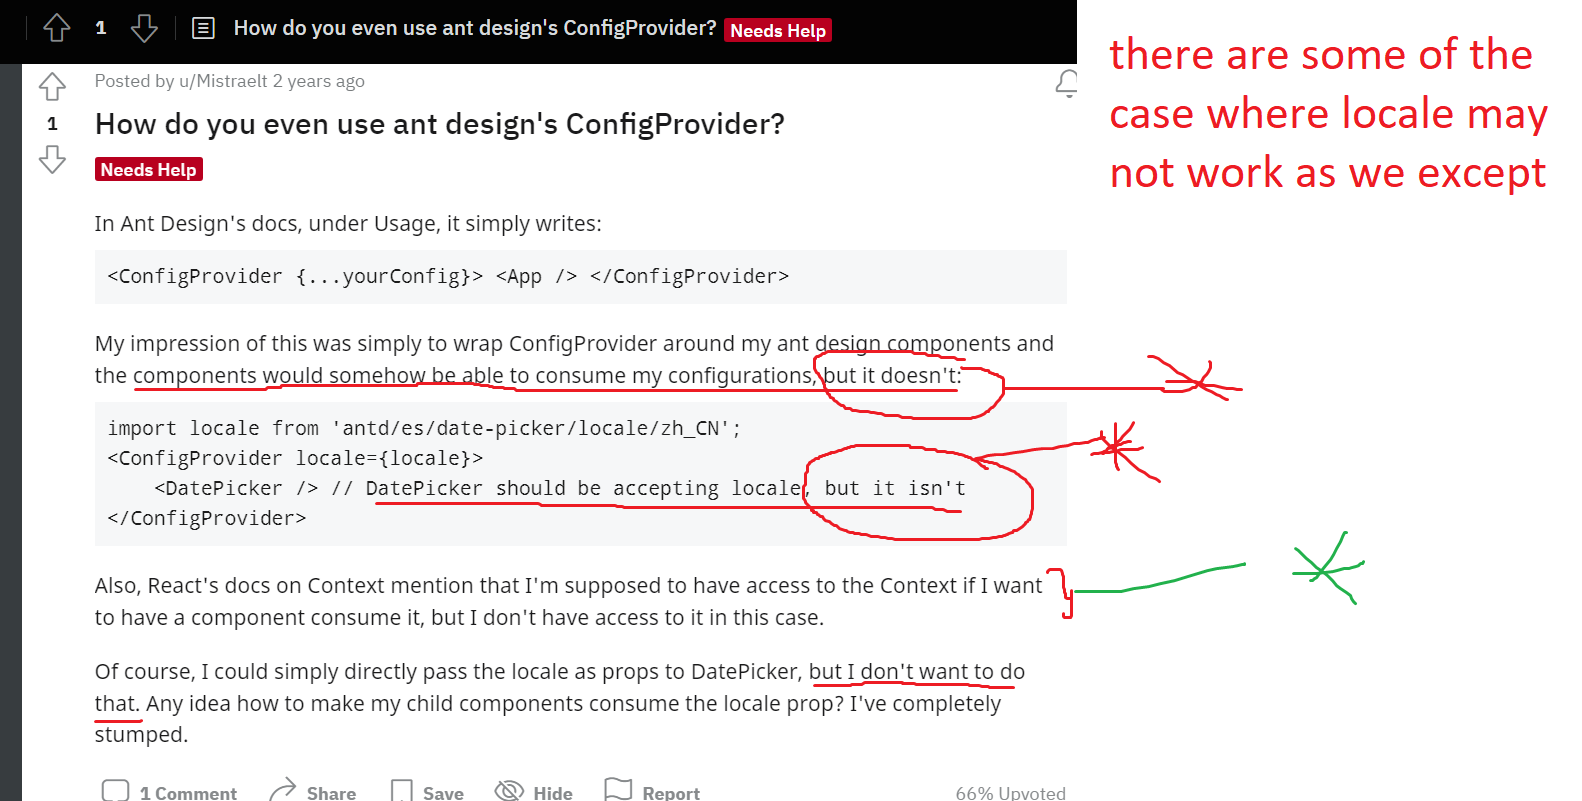 1 How do you even use ant design's ConfigProvider? Needs Help
there are some of the
case where locale may
not work as we except
Posted by u/Mistraelt 2 years ago
1
How do you even use ant design's ConfigProvider?
Needs Help
In Ant Design's docs, under Usage, it simply writes:
<ConfigProvider {...yourConfig}> <App /> </ConfigProvider>
My impression of this was simply to wrap ConfigProvider around my ant design components and
the components would somehow be able to consume my configurations, but it doesn't:
import locale from 'antd/es/date-picker/locale/zh_CN';
<ConfigProvider locale={locale}>
<DatePicker /> // DatePicker should be accepting locale, but it isn't
</ConfigProvider>
Also, React's docs on Context mention that I'm supposed to have access to the Context if I want
to have a component consume it, but I don't have access to it in this case.
Of course, I could simply directly pass the locale as props to DatePicker, but I don't want to do
that. Any idea how to make my child components consume the locale prop? I've completely
stumped.
1 Comment Share Save Hide Report 66% Upvoted